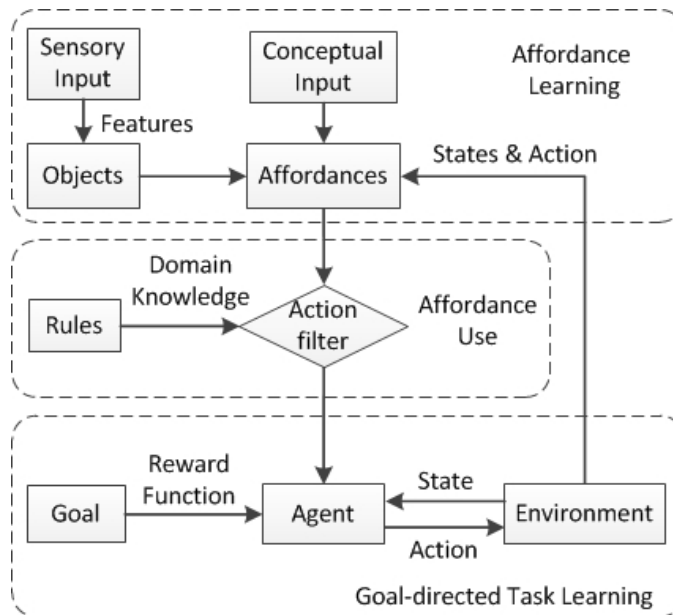 Sensory
Input
Conceptual
Input
Affordance
Learning
Features
States & Action
Objects
Affordances
Domain
Knowledge
Rules
Action
filter
Affordance
Use
Reward
Function
State
Goal
Agent
Environment
Action
Goal-directed Task Learning